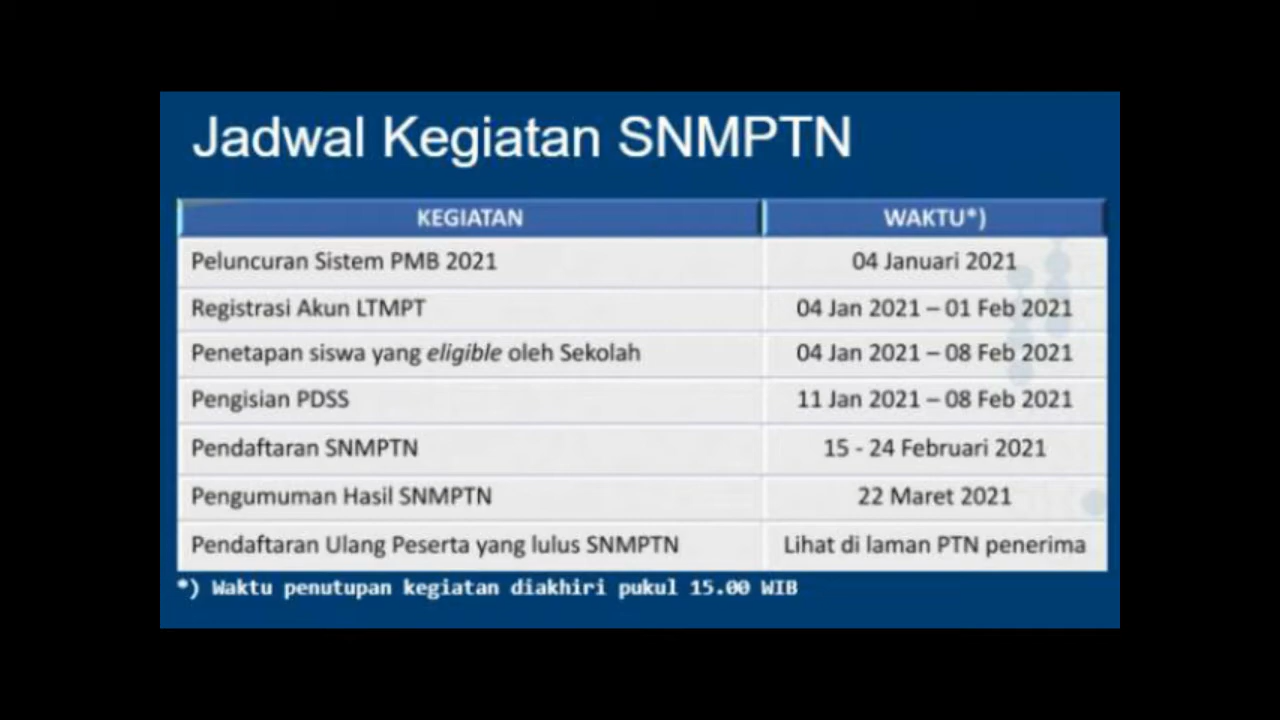 Jadwal Kegiatan SNMPTN
KEGIATAN WAKTU*)
Peluncuran Sistem PMB 2021 04 Januari 2021
Registrasi Akun LTMPT 04 Jan 2021 – 01 Feb 2021
Penetapan siswa yang eligible oleh Sekolah 04 Jan 2021 – 08 Feb 2021
Pengisian PDSS 11 Jan 2021 – 08 Feb 2021
Pendaftaran SNMPTN 15 - 24 Februari 2021
Pengumuman Hasil SNMPTN 22 Maret 2021
Pendaftaran Ulang Peserta yang lulus SNMPTN Lihat di laman PTN penerima
*) Waktu penutupan kegiatan diakhiri pukul 15.00 WIB